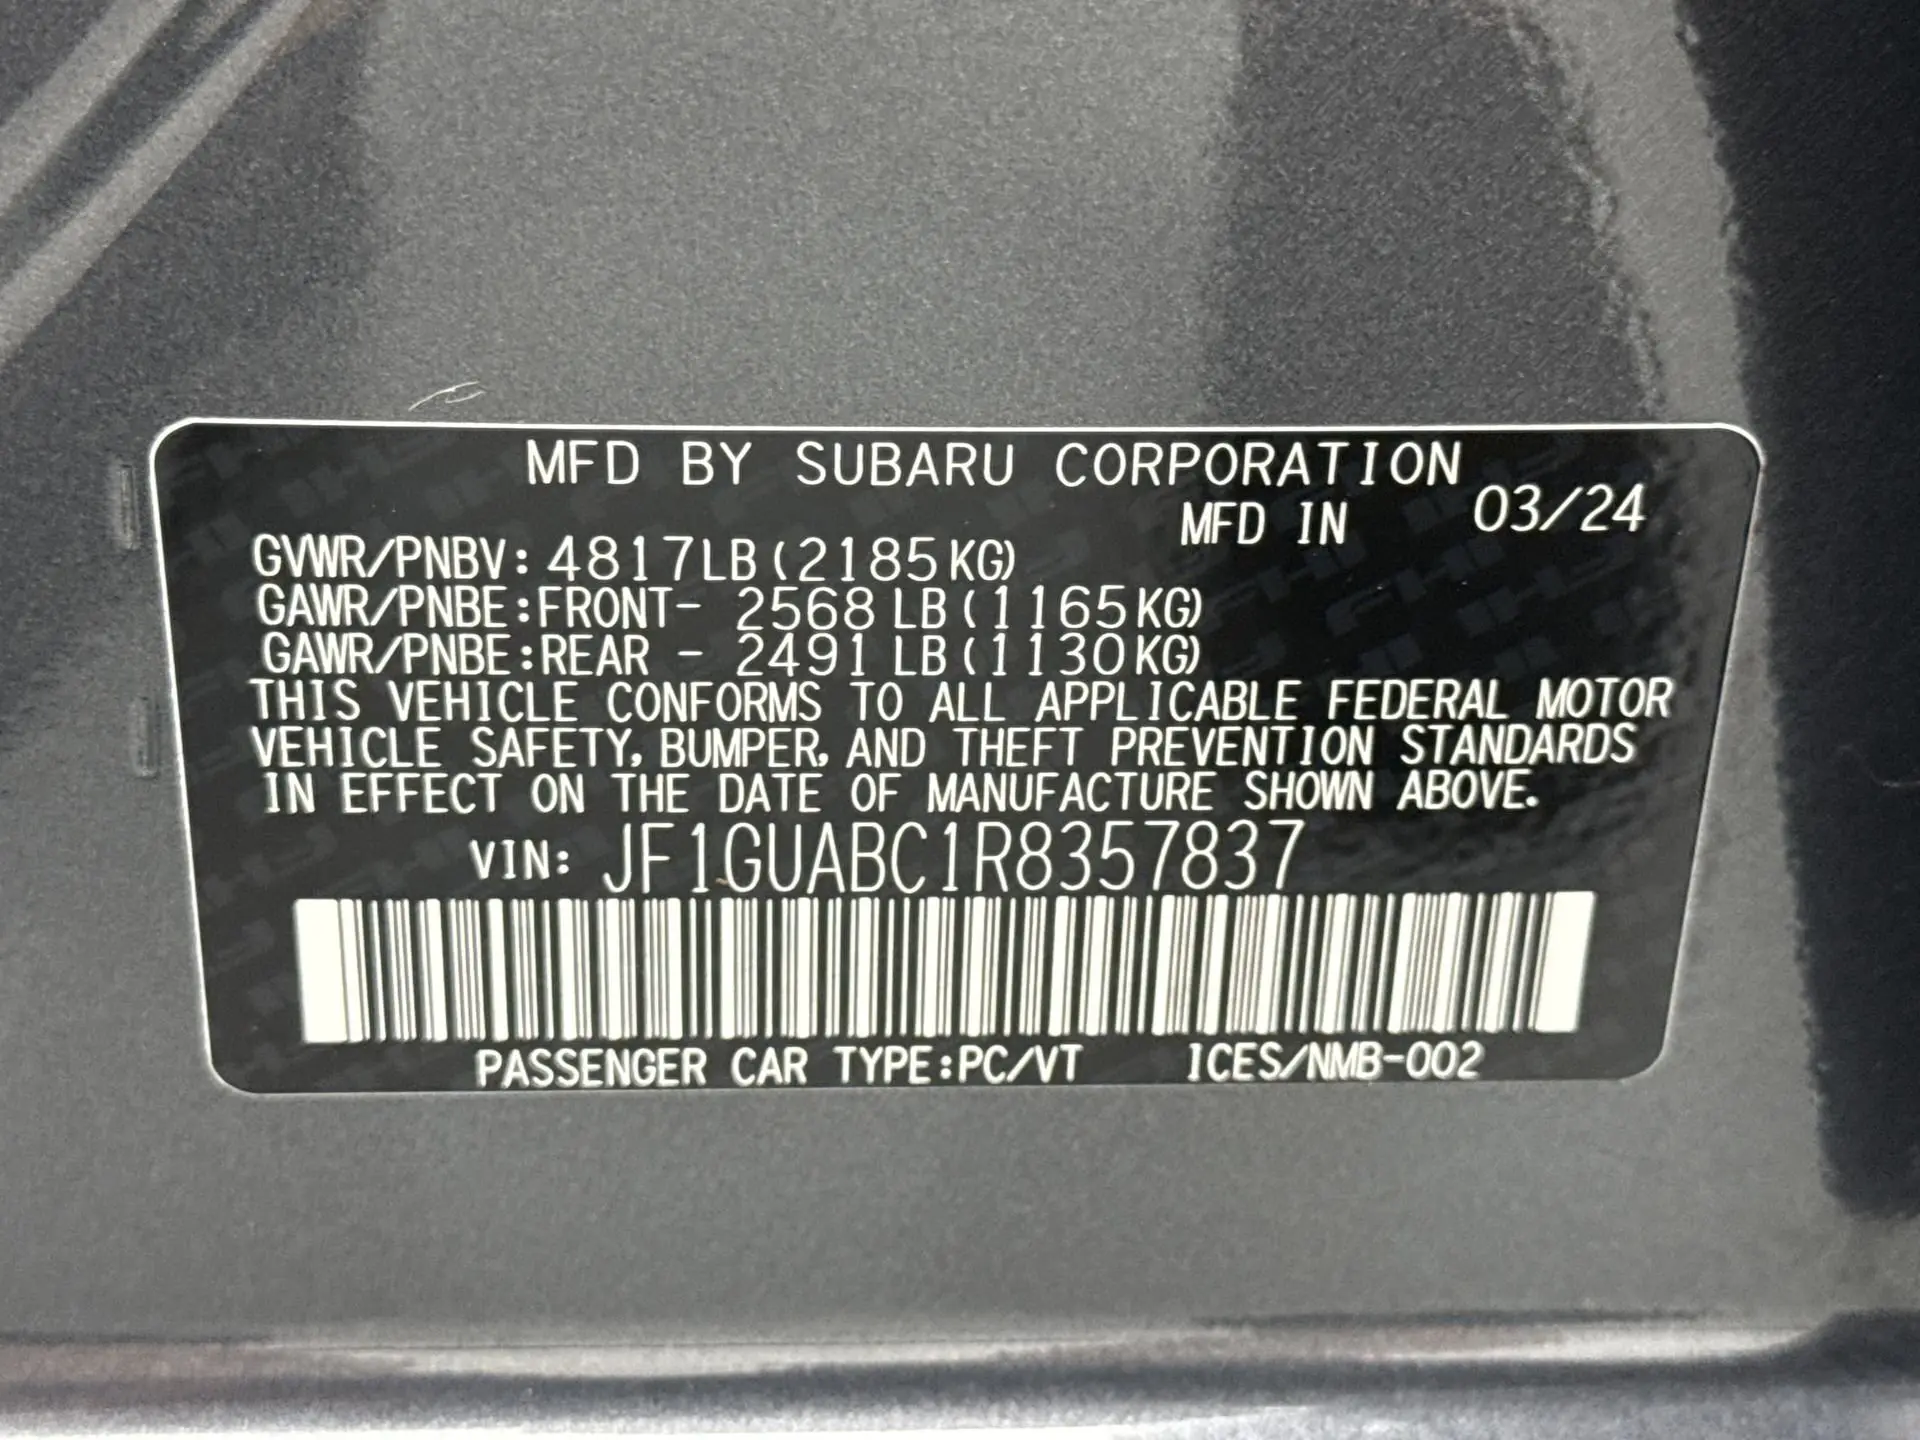 MFD BY SUBARU CORPORATION
MFD IN 03/24
GVWR/PNBV: 4817LB(2185KG)
GAWR/PNBE:FRONT- 2568LB(1165KG)
GAWR/PNBE:REAR - 2491LB(1130KG)
THIS VEHICLE CONFORMS TO ALL APPLICABLE FEDERAL MOTOR
VEHICLE SAFETY, BUMPER, AND THEFT PREVENTION STANDARDS
IN EFFECT ON THE DATE OF MANUFACTURE SHOWN ABOVE.
VIN: JF1GUABC1R8357837
PASSENGER CAR TYPE:PC/VT ICES/NMB-002